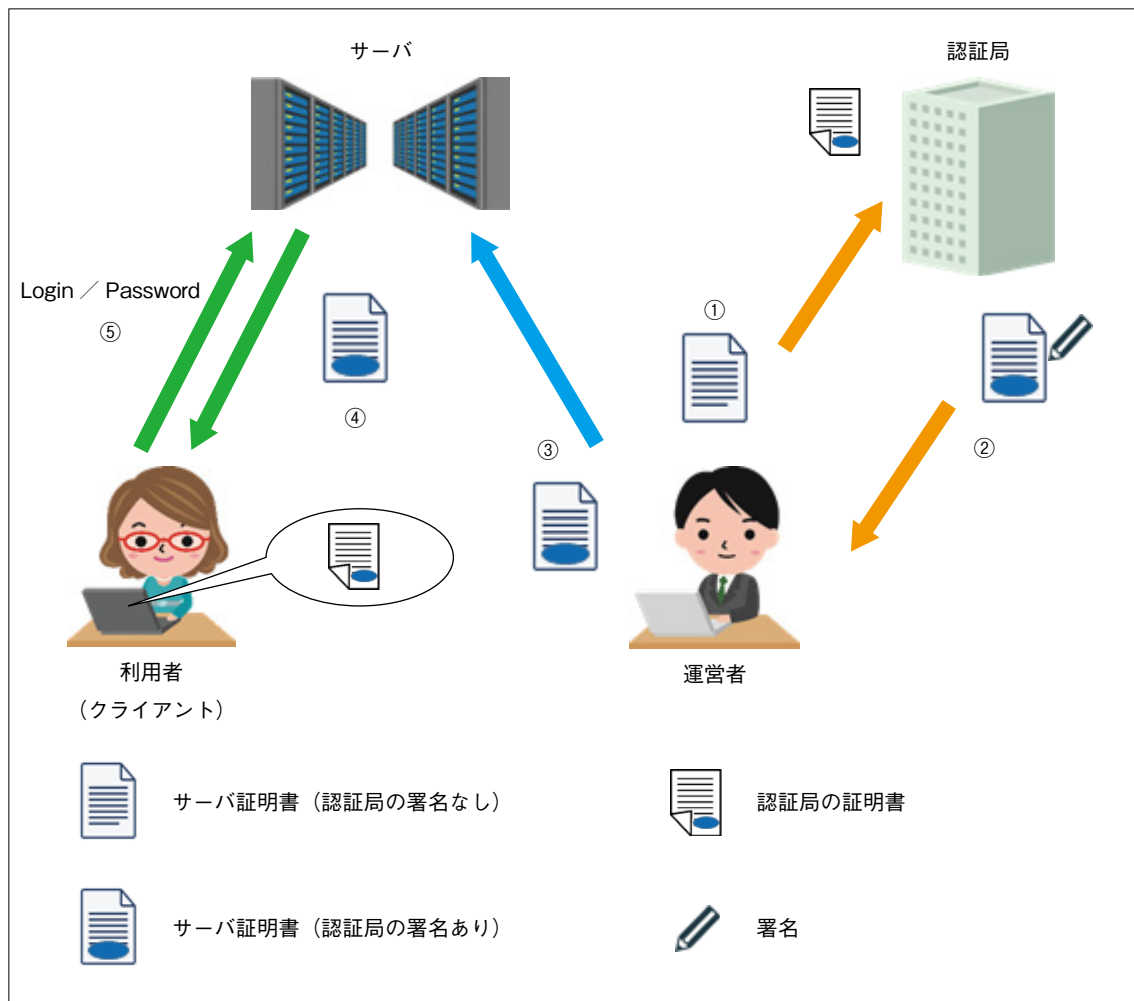 サーバ
認証局
Login ／ Password
⑤
④
①
②
③
利用者
（クライアント）
運営者
サーバ証明書（認証局の署名なし）
認証局の証明書
サーバ証明書（認証局の署名あり）
署名